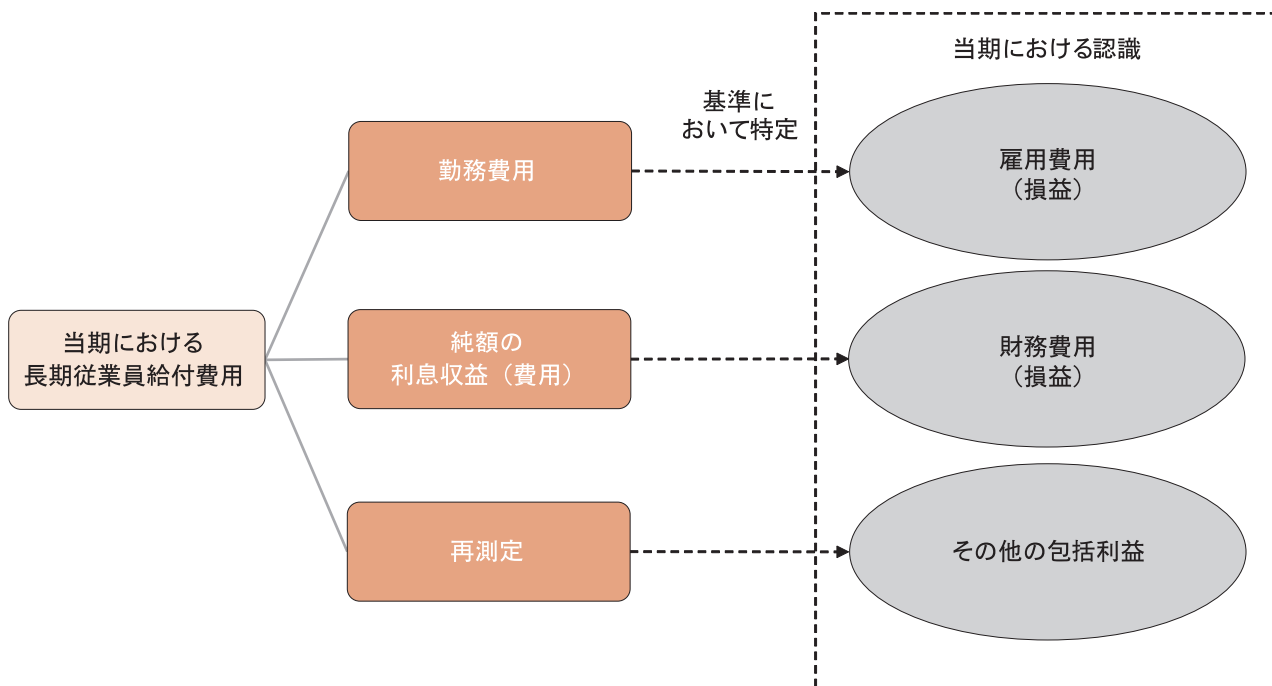 当期における認識
基準に
おいて特定
勤務費用
雇用費用
（損益）
当期における
長期従業員給付費用
純額の
利息収益（費用）
財務費用
（損益）
再測定
その他の包括利益